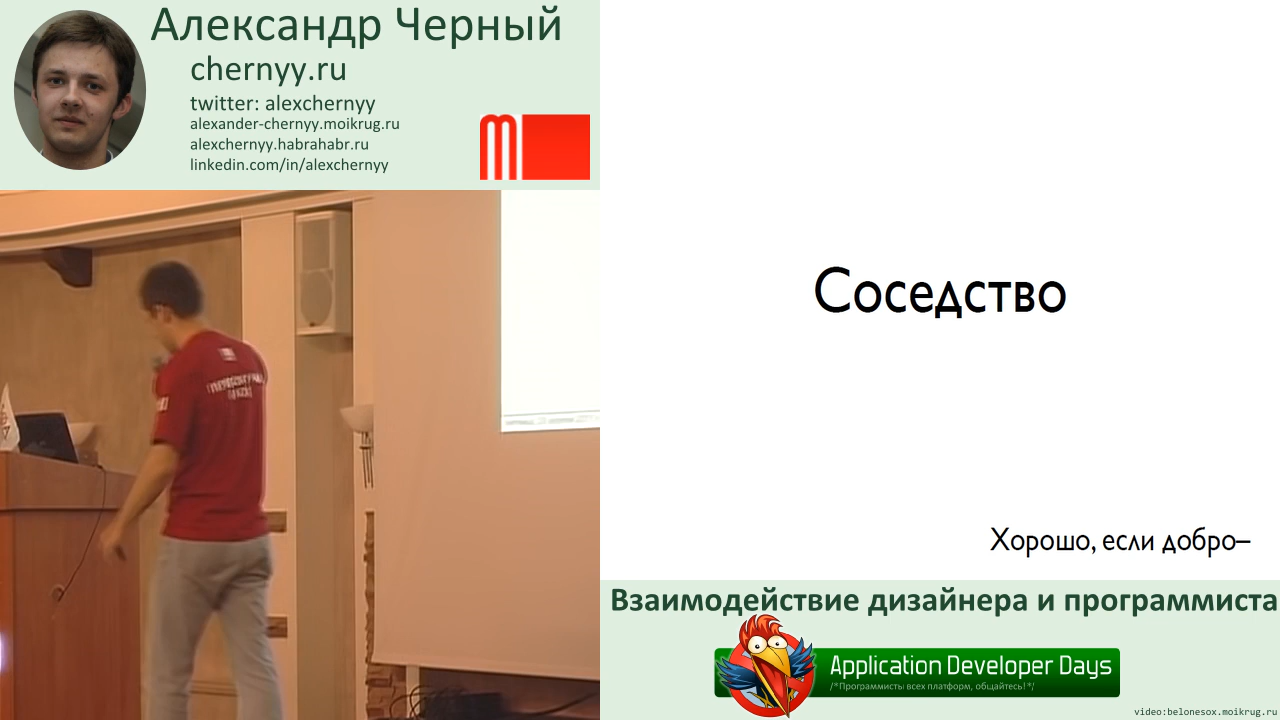 Александр Черный
chernyy.ru
twitter: alexchernyy
alexander-chernyy.moikrug.ru
alexchernyy.habrahabr.ru
linkedin.com/in/alexchernyy
Соседство
Хорошо, если добро–
Взаимодействие дизайнера и программиста
Application Developer Days
/*Программисты всех платформ, общайтесь!*/
video:belonesox.moikrug.ru